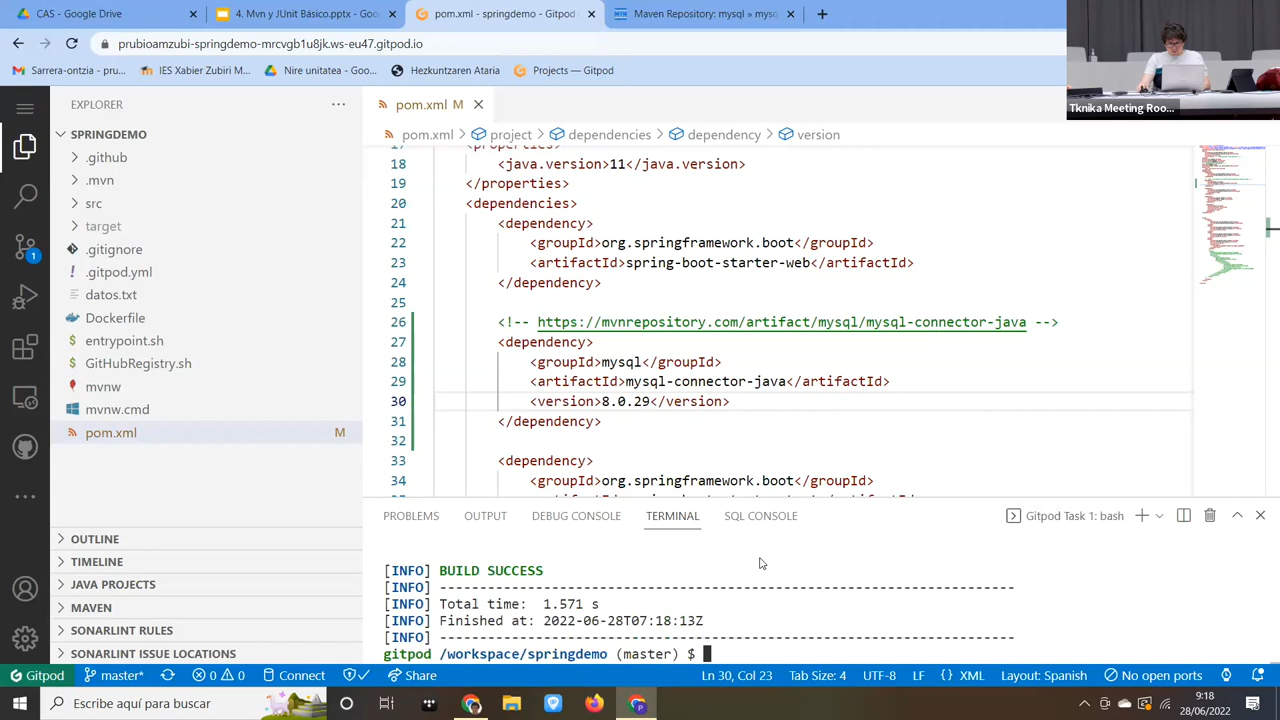 CAST - Google Drive
4. Mvn y Junit Básico.pptx - Goo
pom.xml - springdemo - Gitpod
Maven Repository: mysql » myse
prubioamzubi-springdemo-mrcvgb1u8jk.ws-eu47.gitpod.io
Sarrera-ontzia - pru...
IES Xabier Zubiri M...
Nire unitatea - Goo...
Hezkuntzaren Ataria
Projects — Gitpod
Tknika Meeting Roo...
EXPLORER
SPRINGDEMO
.github
src
target
.gitignore
.gitpod.yml
datos.txt
Dockerfile
entrypoint.sh
GitHubRegistry.sh
mvnw
mvnw.cmd
pom.xml M
OUTLINE
TIMELINE
JAVA PROJECTS
MAVEN
SONARLINT RULES
SONARLINT ISSUE LOCATIONS
pom.xml M
pom.xml > project > dependencies > dependency > version
17 <properties>
18 <java.version>11</java.version>
19 </properties>
20 <dependencies>
21 <dependency>
22 <groupId>org.springframework.boot</groupId>
23 <artifactId>spring-boot-starter-web</artifactId>
24 </dependency>
25
26 <!-- https://mvnrepository.com/artifact/mysql/mysql-connector-java -->
27 <dependency>
28 <groupId>mysql</groupId>
29 <artifactId>mysql-connector-java</artifactId>
30 <version>8.0.29</version>
31 </dependency>
32
33 <dependency>
34 <groupId>org.springframework.boot</groupId>
PROBLEMS OUTPUT DEBUG CONSOLE TERMINAL SQL CONSOLE
Gitpod Task 1: bash
[INFO] BUILD SUCCESS
[INFO] ------------------------------------------------------------------------
[INFO] Total time:  1.571 s
[INFO] Finished at: 2022-06-28T07:18:13Z
[INFO] ------------------------------------------------------------------------
gitpod /workspace/springdemo (master) $
1
Gitpod master* 0 0 Connect Share Ln 30, Col 23 Tab Size: 4 UTF-8 LF {} XML Layout: Spanish No open ports
Escribe aquí para buscar
9:18
28/06/2022